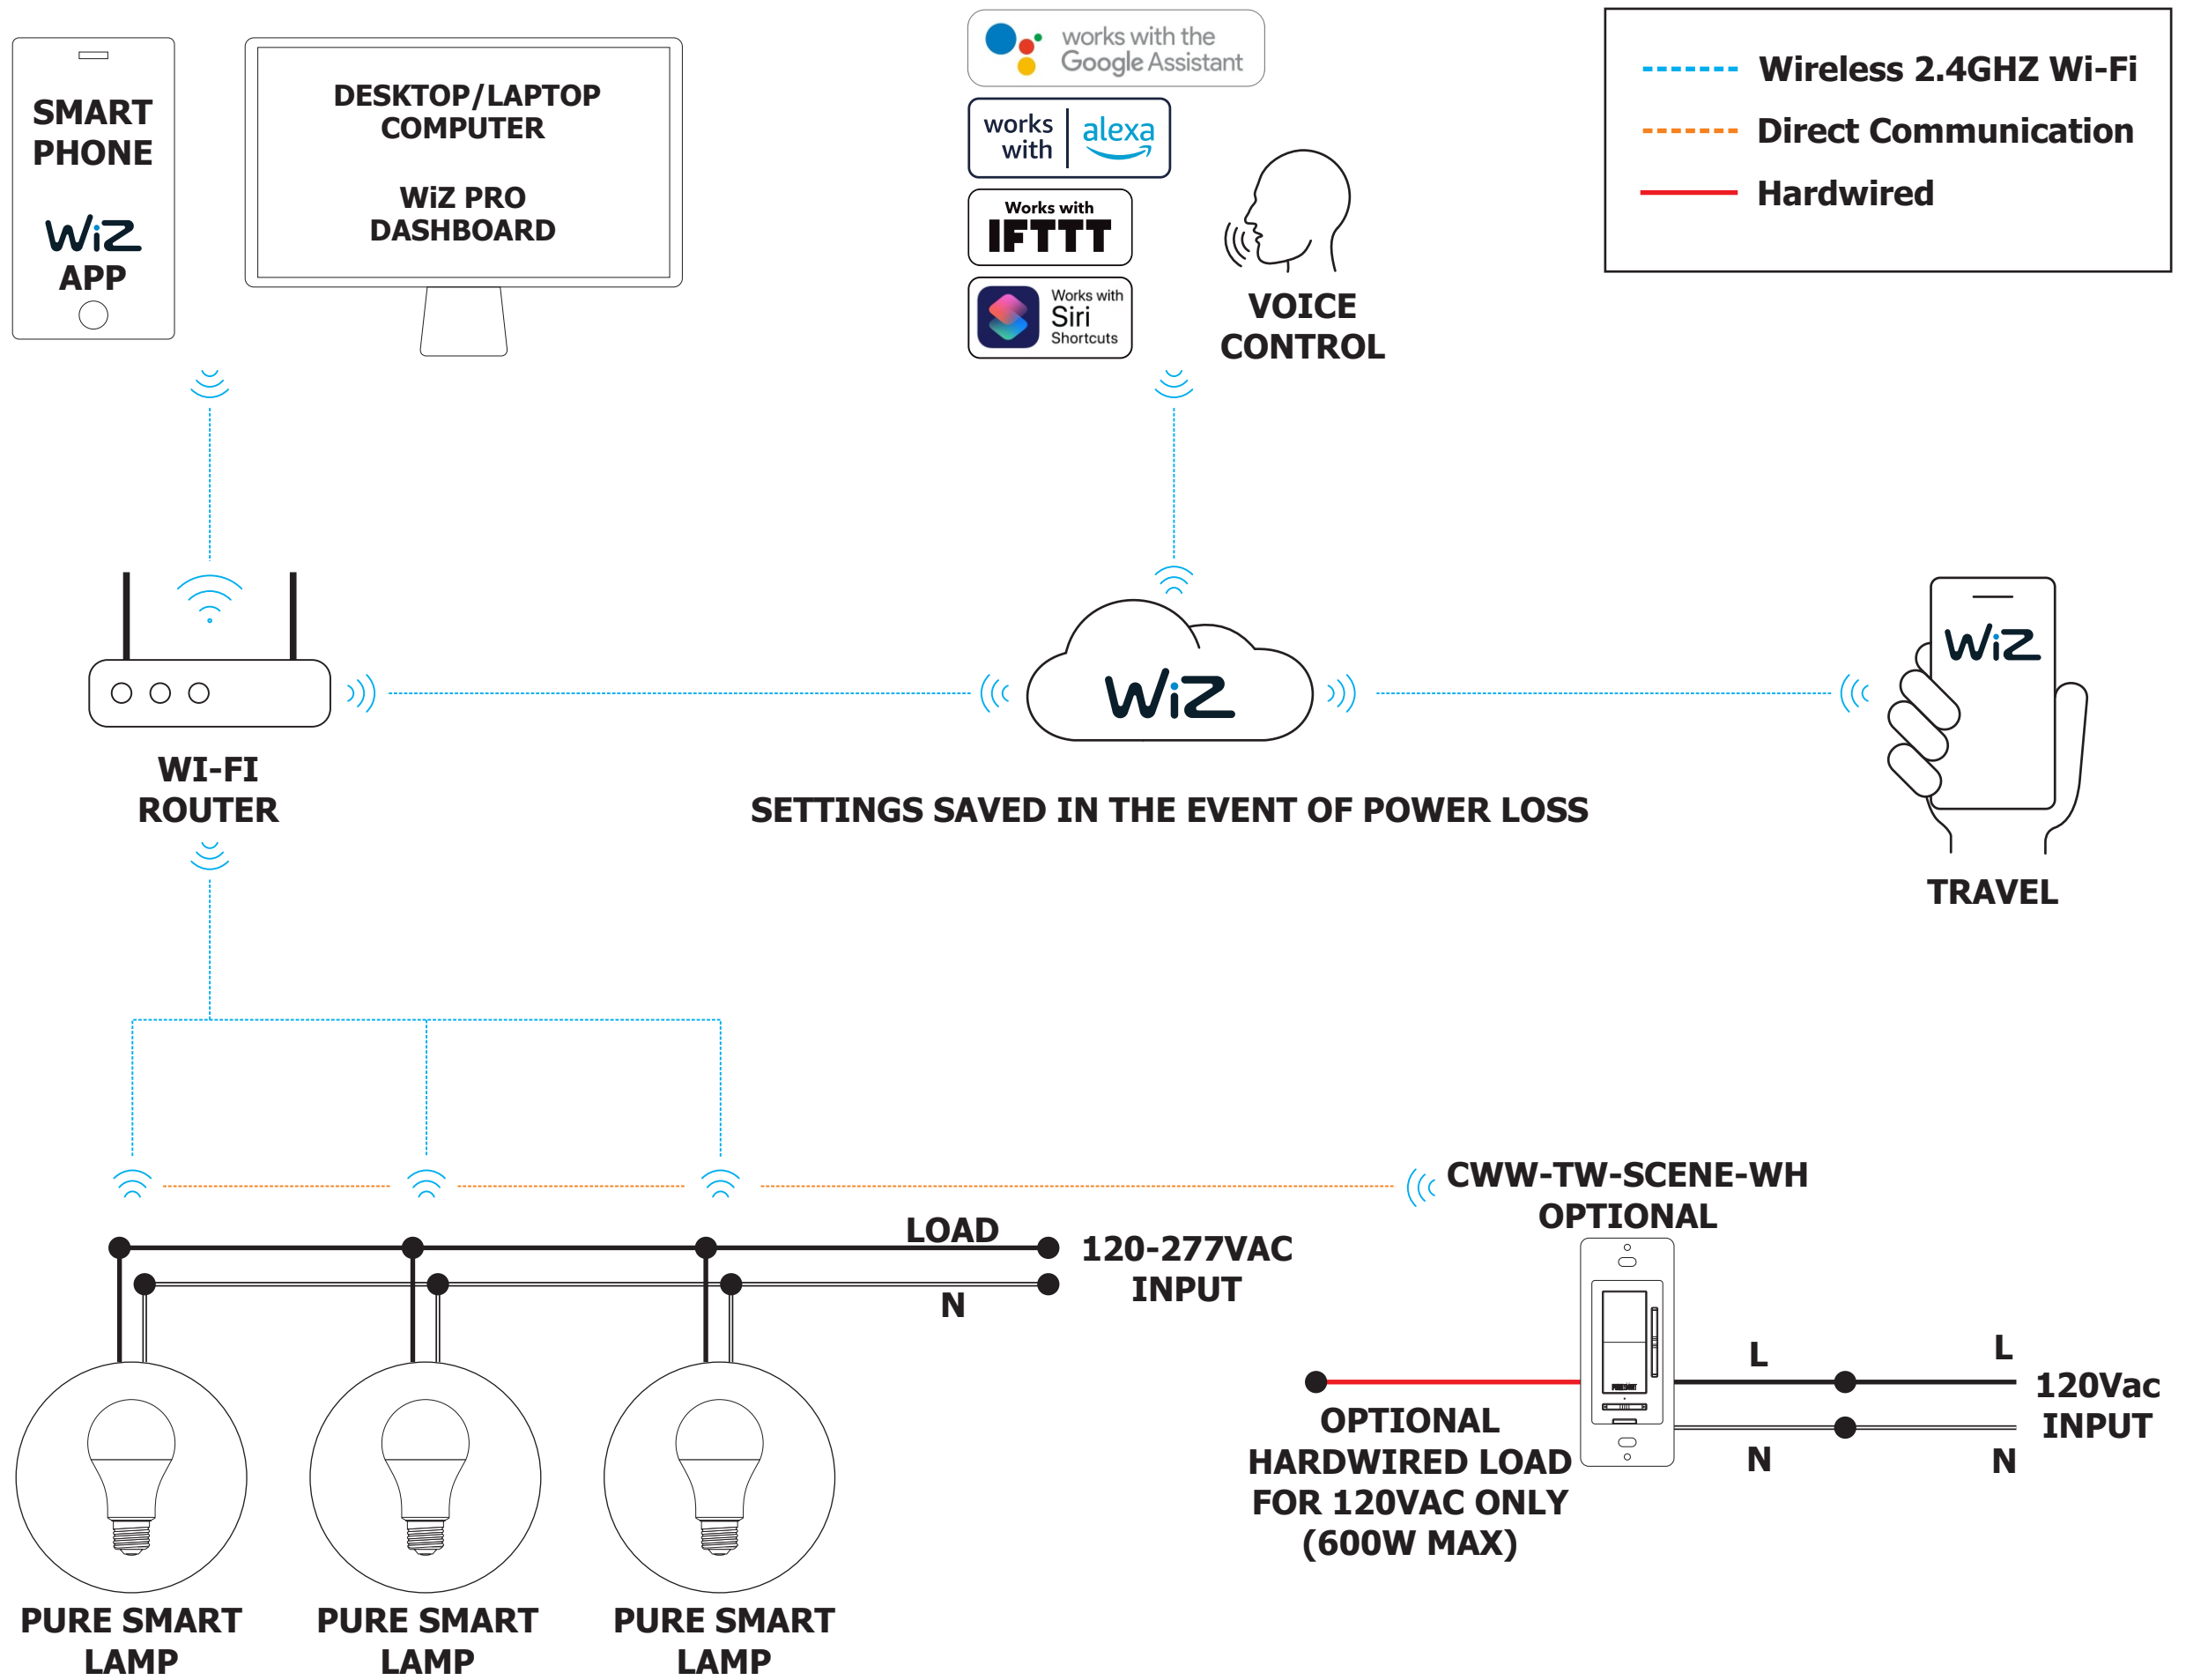 SMART
PHONE
WiZ
APP
DESKTOP/LAPTOP
COMPUTER
WiZ PRO
DASHBOARD
works with the
Google Assistant
works
with
alexa
Works with
IFTTT
Works with
Siri
Shortcuts
VOICE
CONTROL
Wireless 2.4GHZ Wi-Fi
Direct Communication
Hardwired
WI-FI
ROUTER
WiZ
SETTINGS SAVED IN THE EVENT OF POWER LOSS
WiZ
TRAVEL
CWW-TW-SCENE-WH
OPTIONAL
LOAD
N
120-277VAC
INPUT
OPTIONAL
HARDWIRED LOAD
FOR 120VAC ONLY
(600W MAX)
L
N
L
N
120Vac
INPUT
PURE SMART
LAMP
PURE SMART
LAMP
PURE SMART
LAMP